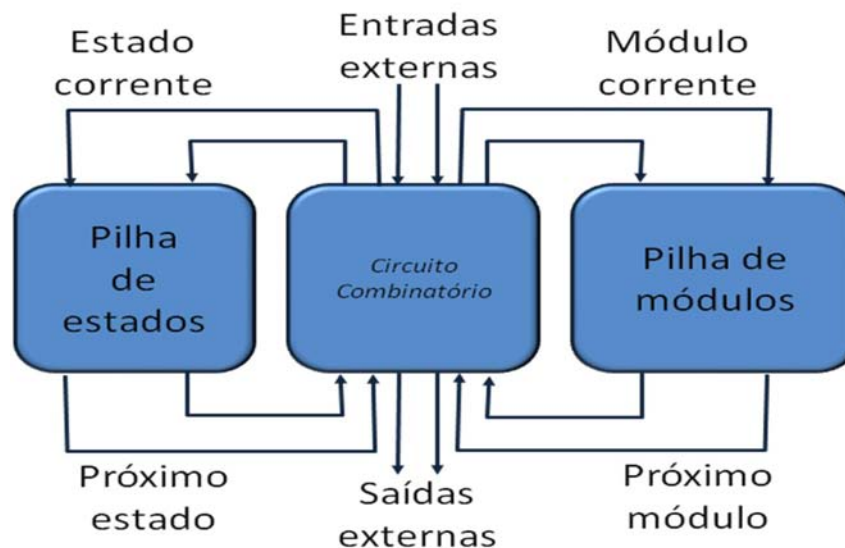 Estado
corrente
Entradas
externas
Módulo
corrente
Pilha
de
estados
Circuito
Combinatório
Pilha de
módulos
Próximo
estado
Saídas
externas
Próximo
módulo